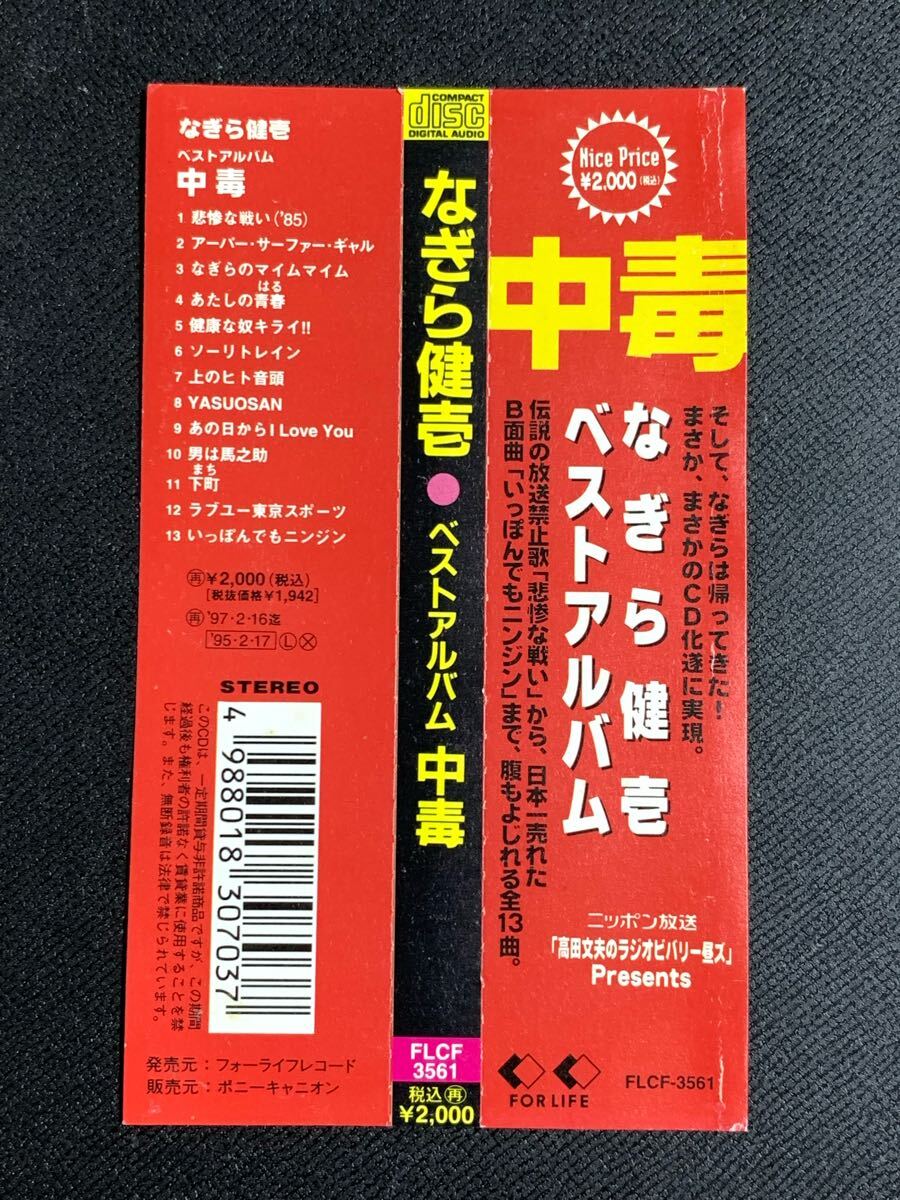 なぎら健壱
ベストアルバム
中毒
1 悲惨な戦い('85)
2 アーバー・サーファー・ギャル
3 なぎらのマイムマイム
はる
4 あたしの青春
5 健康な奴キライ!!
6 ソーリトレイン
7 上のヒト音頭
8 YASUOSAN
9 あの日からI Love You
10 男は馬之助
まち
11 下町
12 ラブユー東京スポーツ
13 いっぽんでもニンジン
再¥2,000(税込)
[税抜価格¥1,942]
再'97・2・16迄
'95・2・17 L X
STEREO
4 988018 307037
このCDは、一定期間貸与非許諾商品ですが、この期間
経過後も権利者の許諾なく賃貸業に使用することを禁
じます。また、無断録音は法律で禁じられています。
発売元:フォーライフレコード
販売元:ポニーキャニオン
COMPACT
disc
DIGITAL AUDIO
なぎら健壱●ベストアルバム 中毒
FLCF
3561
税込再
¥2,000
Nice Price
¥2,000(税込)
中毒
そして、なぎらは帰ってきた!
まさか、まさかのCD化遂に実現。
なぎら健壱
ベストアルバム
伝説の放送禁止歌「悲惨な戦い」から、日本一売れた
B面曲「いっぽんでもニンジン」まで、腹もよじれる全13曲。
ニッポン放送
「高田文夫のラジオビバリー昼ズ」
Presents
FOR LIFE
FLCF-3561